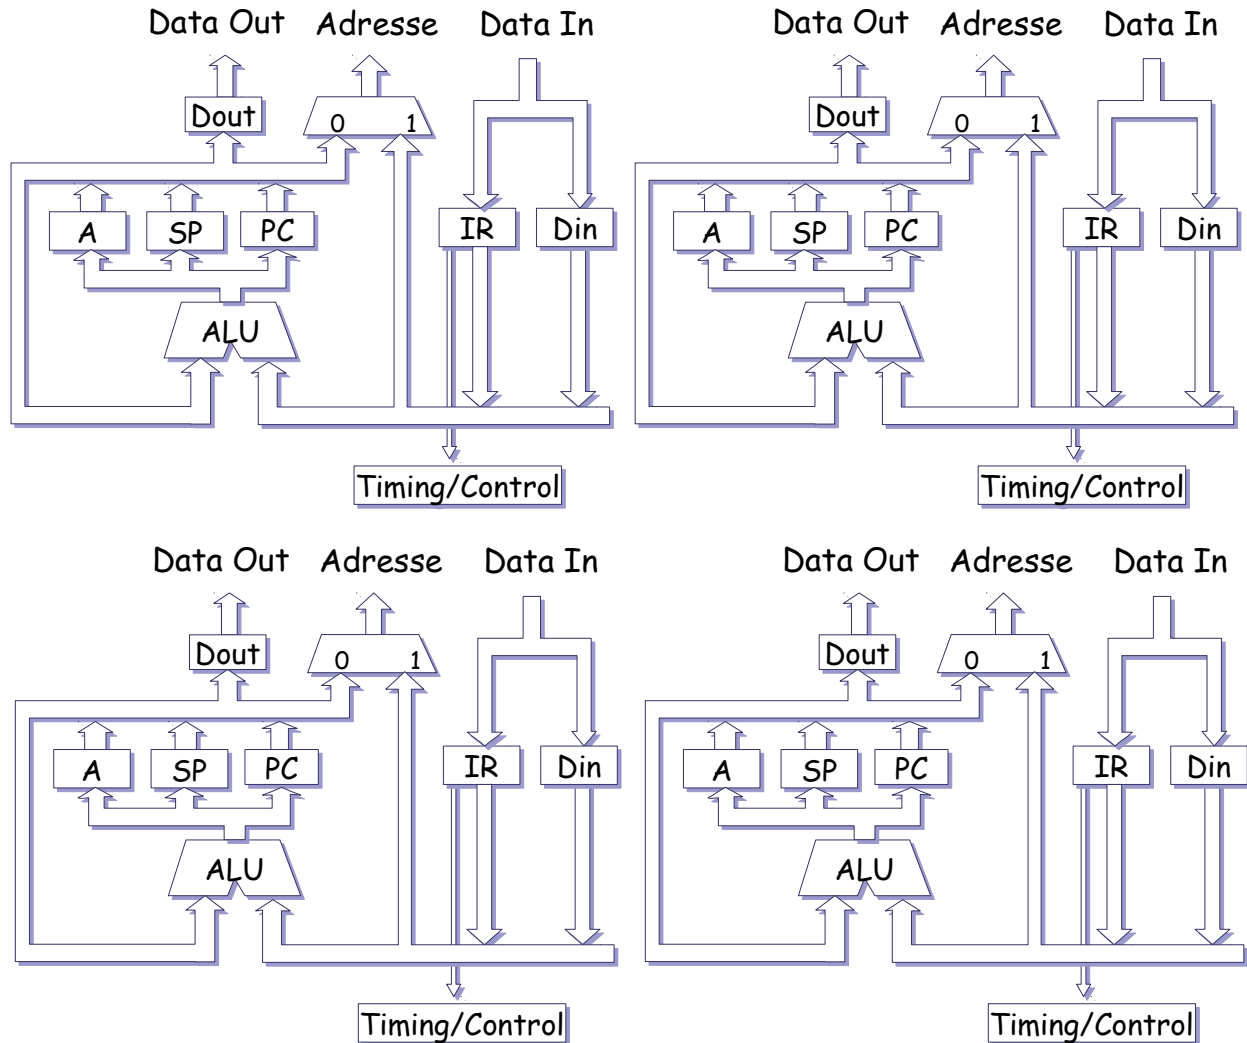 Data Out Adresse Data In
Dout 0 1
A SP PC IR Din
ALU
Timing/Control
Data Out Adresse Data In
Dout 0 1
A SP PC IR Din
ALU
Timing/Control
Data Out Adresse Data In
Dout 0 1
A SP PC IR Din
ALU
Timing/Control
Data Out Adresse Data In
Dout 0 1
A SP PC IR Din
ALU
Timing/Control